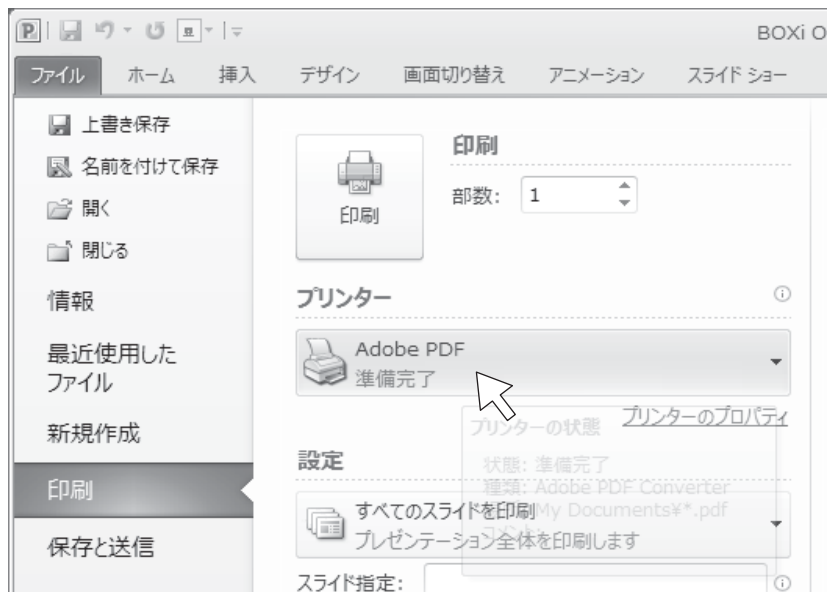 BOXi O
ファイル ホーム 挿入 デザイン 画面切り替え アニメーション スライド ショー
上書き保存
名前を付けて保存
開く
閉じる
情報
最近使用した
ファイル
新規作成
印刷
保存と送信
印刷
印刷
部数: 1
プリンター
Adobe PDF
準備完了
プリンターのプロパティ
プリンターの状態
状態: 準備完了
種類: Adobe PDF Converter
My Documents¥*.pdf
コメント:
設定
すべてのスライドを印刷
プレゼンテーション全体を印刷します
スライド指定: